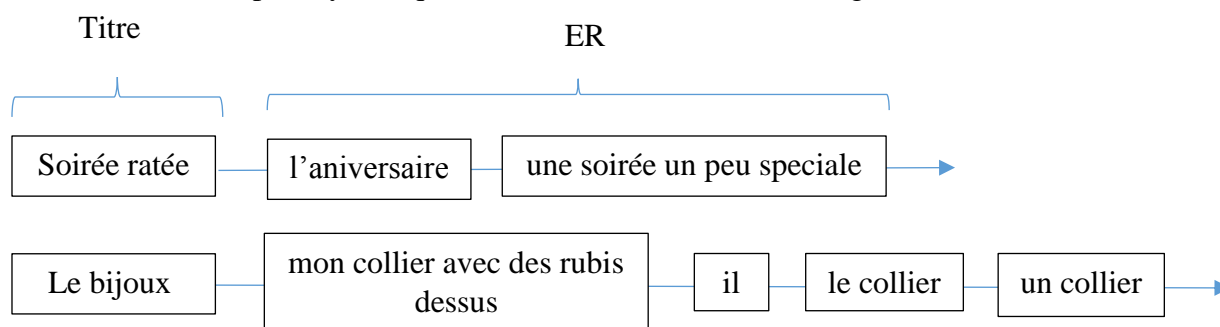 Titre
ER
Soirée ratée
l’aniversaire
une soirée un peu speciale
Le bijoux
mon collier avec des rubis
dessus
il
le collier
un collier